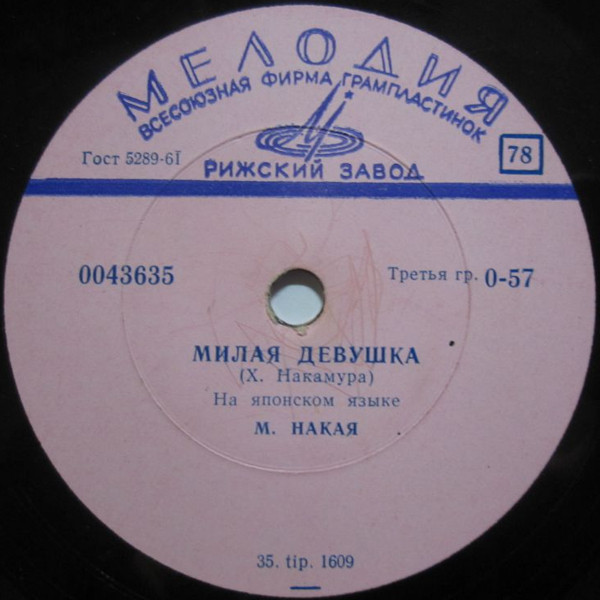 МЕЛОДИЯ
ВСЕСОЮЗНАЯ ФИРМА ГРАМПЛАСТИНОК
Гост 5289-61
78
РИЖСКИЙ ЗАВОД
0043635
Третья гр. 0-57
МИЛАЯ ДЕВУШКА
(Х. Накамура)
На японском языке
М. НАКАЯ
35. tip. 1609